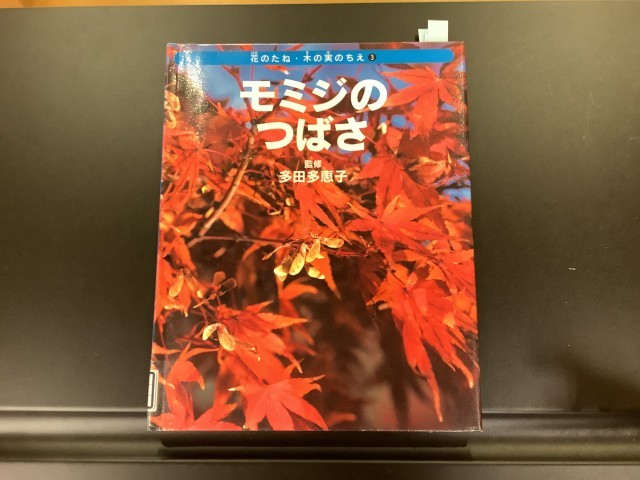 花のたね・木の実のちえ 3
モミジの
つばさ
監修
多田多恵子